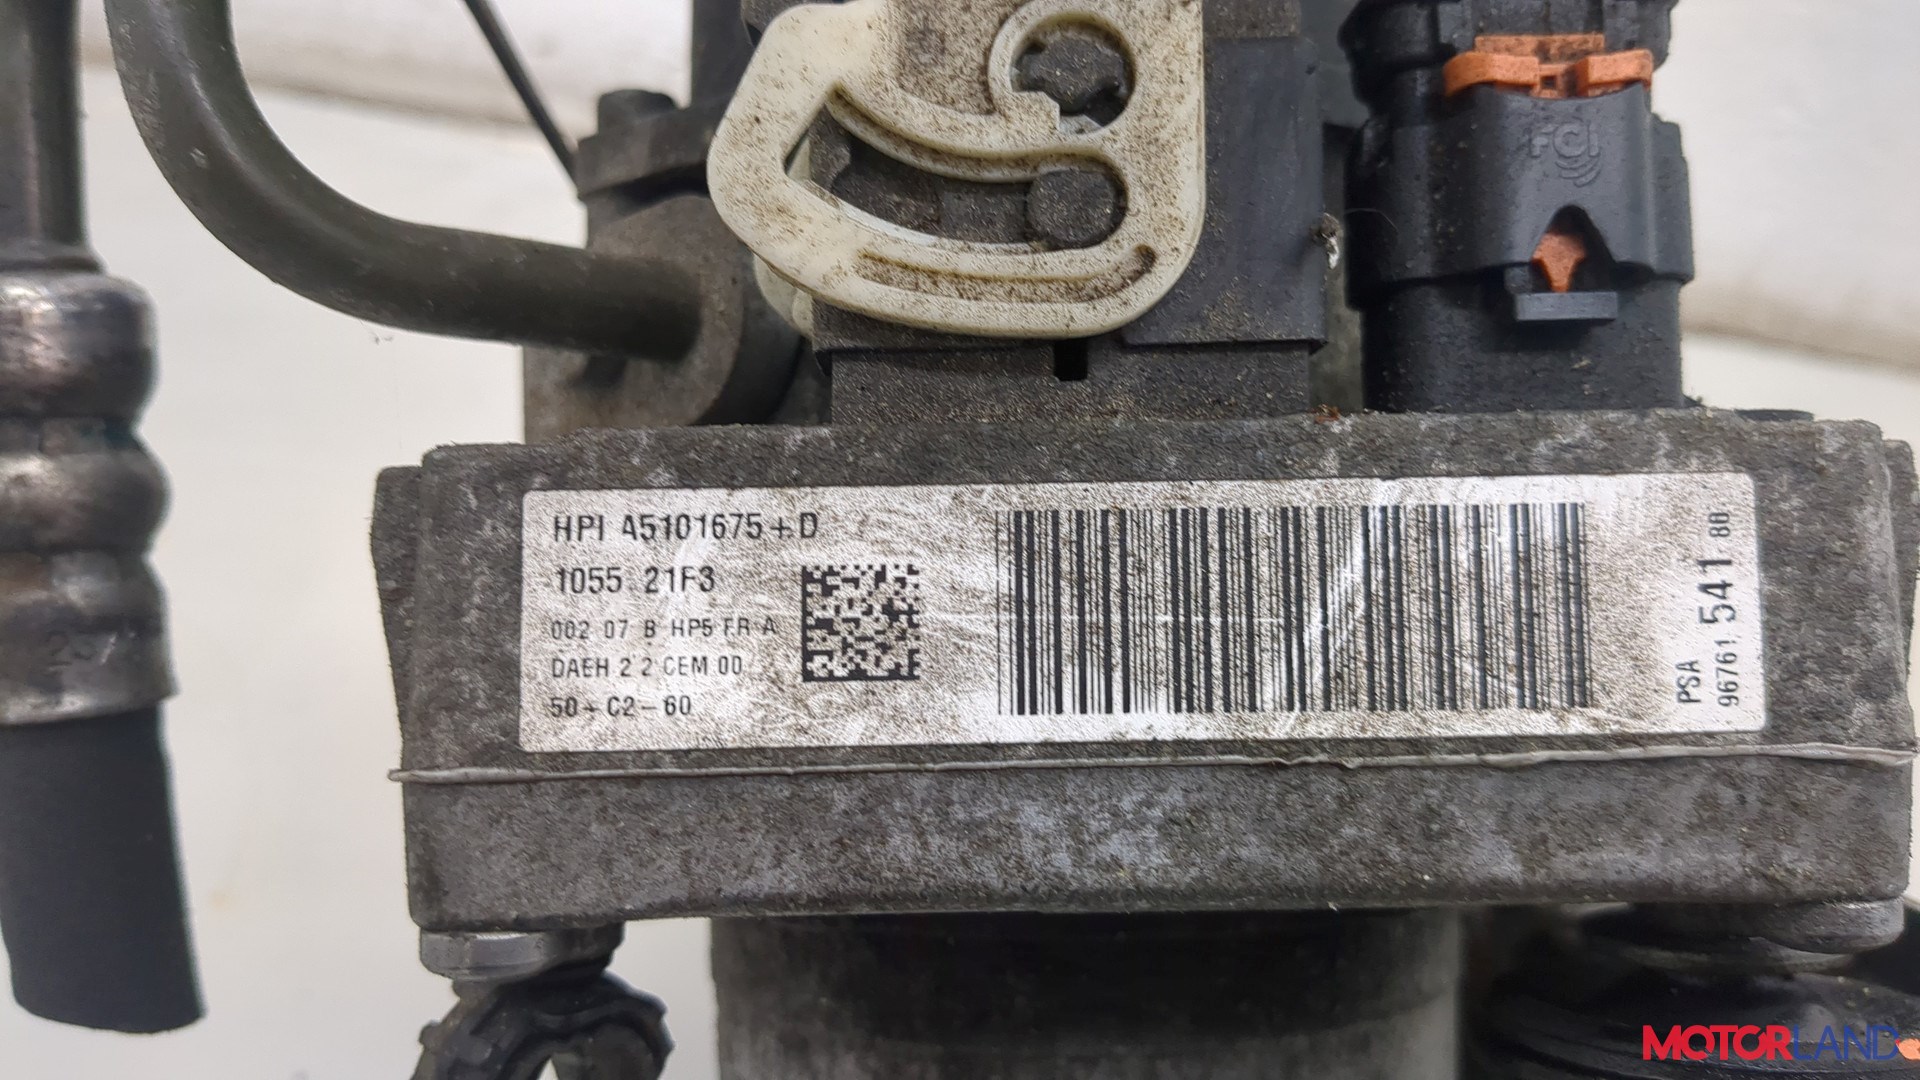 FCI
HPI A5101675+D
1055 21F3
002 07 B HP5 FR A
DAEH 2 2 CEM 00
50-C2-60
PSA
96761 541 80
MOTORLAND